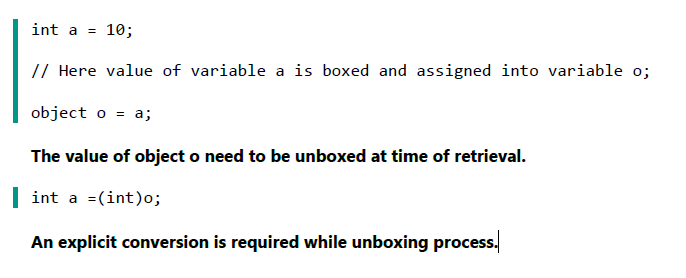 int a = 10;
// Here value of variable a is boxed and assigned into variable o;
object o = a;
The value of object o need to be unboxed at time of retrieval.
int a =(int)o;
An explicit conversion is required while unboxing process.